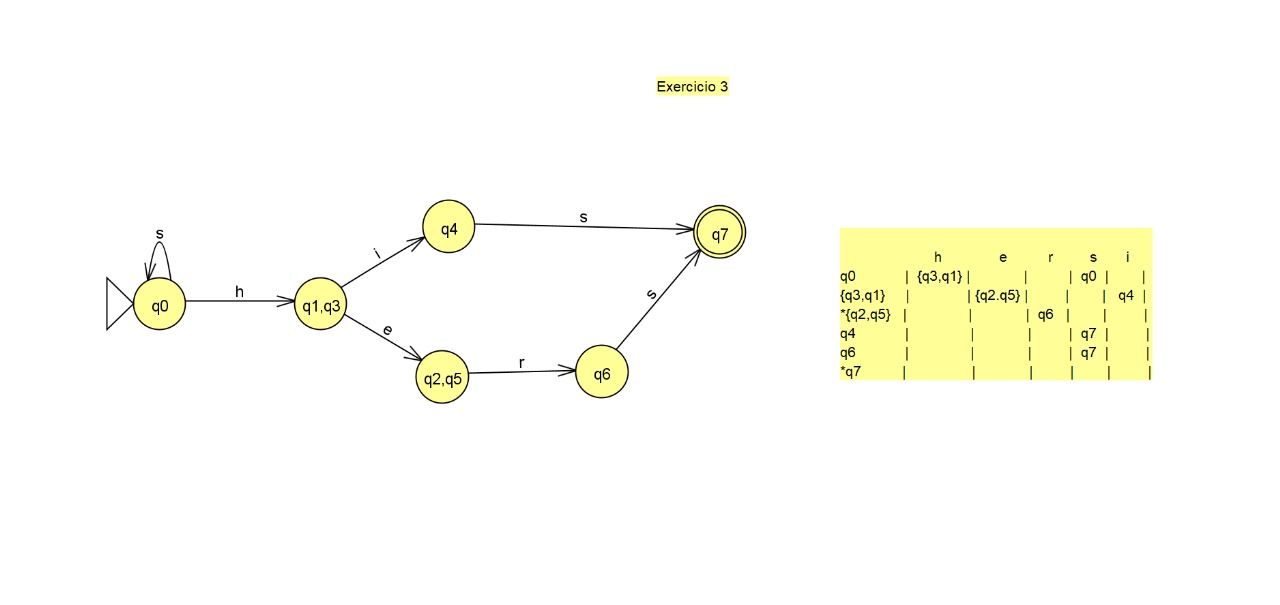 Exercicio 3
s
q0
h
q1,q3
i
e
q4
s
q7
q2,q5
r
q6
s
h e r s i
q0 | {q3,q1} | | | q0 | |
{q3,q1} | | {q2.q5} | | | q4 |
*{q2,q5} | | | q6 | | |
q4 | | | | q7 | |
q6 | | | | q7 | |
*q7 | | | | | |